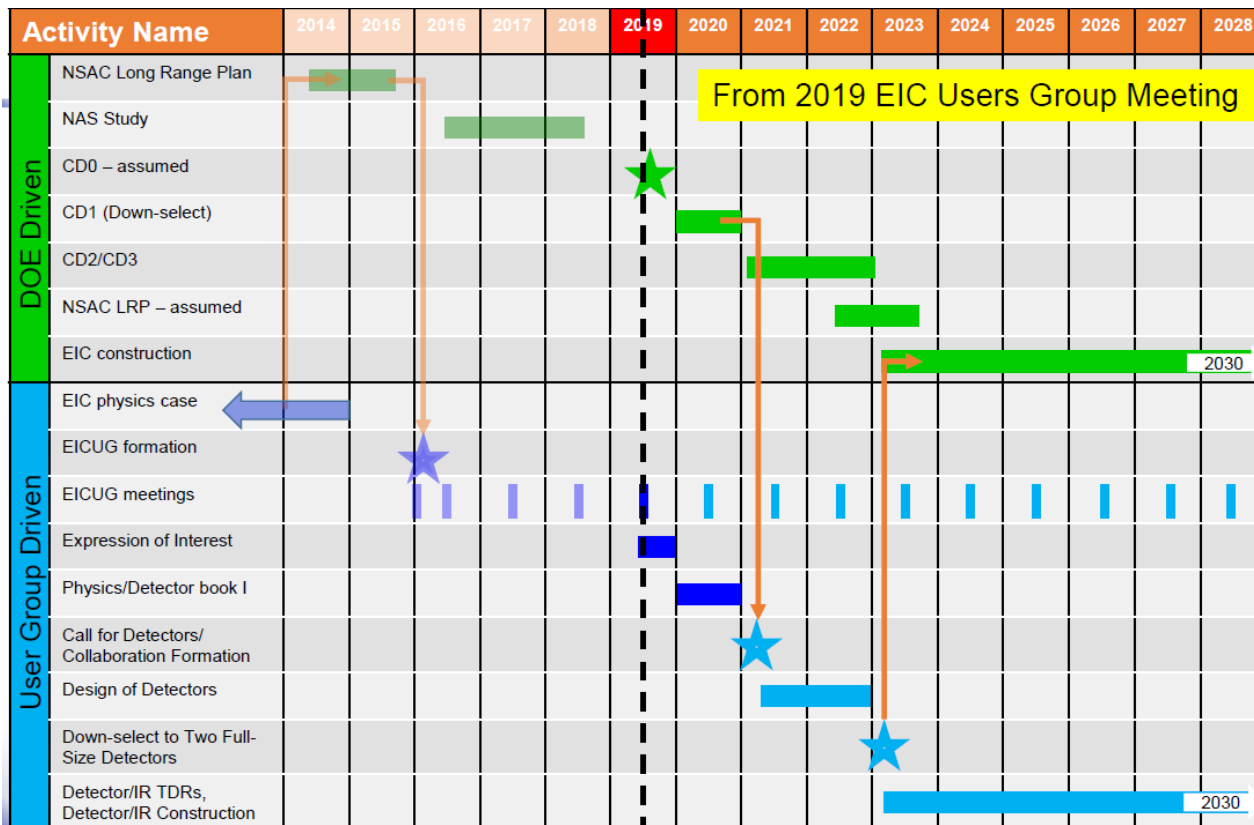 Activity Name 2014 2015 2016 2017 2018 2019 2020 2021 2022 2023 2024 2025 2026 2027 2028
From 2019 EIC Users Group Meeting
DOE Driven
NSAC Long Range Plan
NAS Study
CD0 – assumed
CD1 (Down-select)
CD2/CD3
NSAC LRP – assumed
EIC construction
2030
User Group Driven
EIC physics case
EICUG formation
EICUG meetings
Expression of Interest
Physics/Detector book I
Call for Detectors/
Collaboration Formation
Design of Detectors
Down-select to Two Full-
Size Detectors
Detector/IR TDRs,
Detector/IR Construction
2030